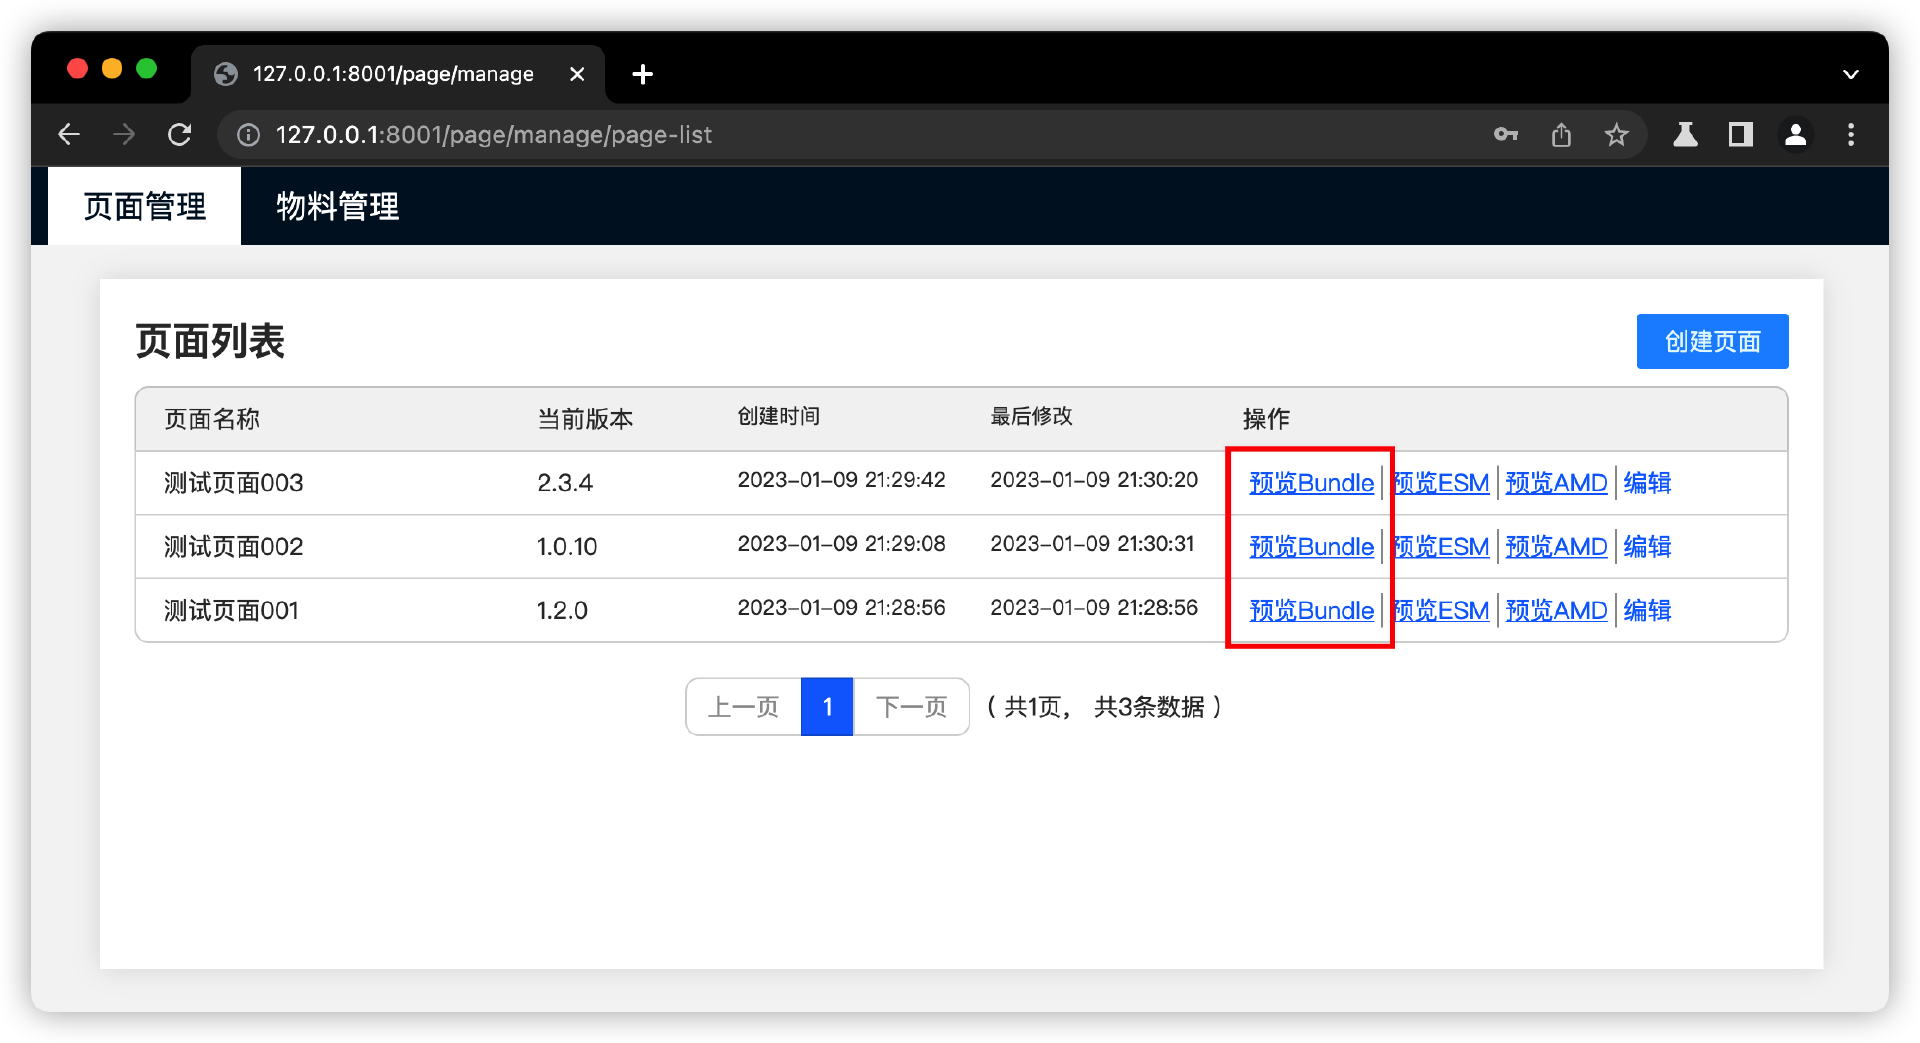 127.0.0.1:8001/page/manage
127.0.0.1:8001/page/manage/page-list
页面管理 物料管理
页面列表 创建页面
页面名称 当前版本 创建时间 最后修改 操作
测试页面003 2.3.4 2023-01-09 21:29:42 2023-01-09 21:30:20 预览Bundle 预览ESM 预览AMD 编辑
测试页面002 1.0.10 2023-01-09 21:29:08 2023-01-09 21:30:31 预览Bundle 预览ESM 预览AMD 编辑
测试页面001 1.2.0 2023-01-09 21:28:56 2023-01-09 21:28:56 预览Bundle 预览ESM 预览AMD 编辑
上一页 1 下一页 ( 共1页, 共3条数据 )